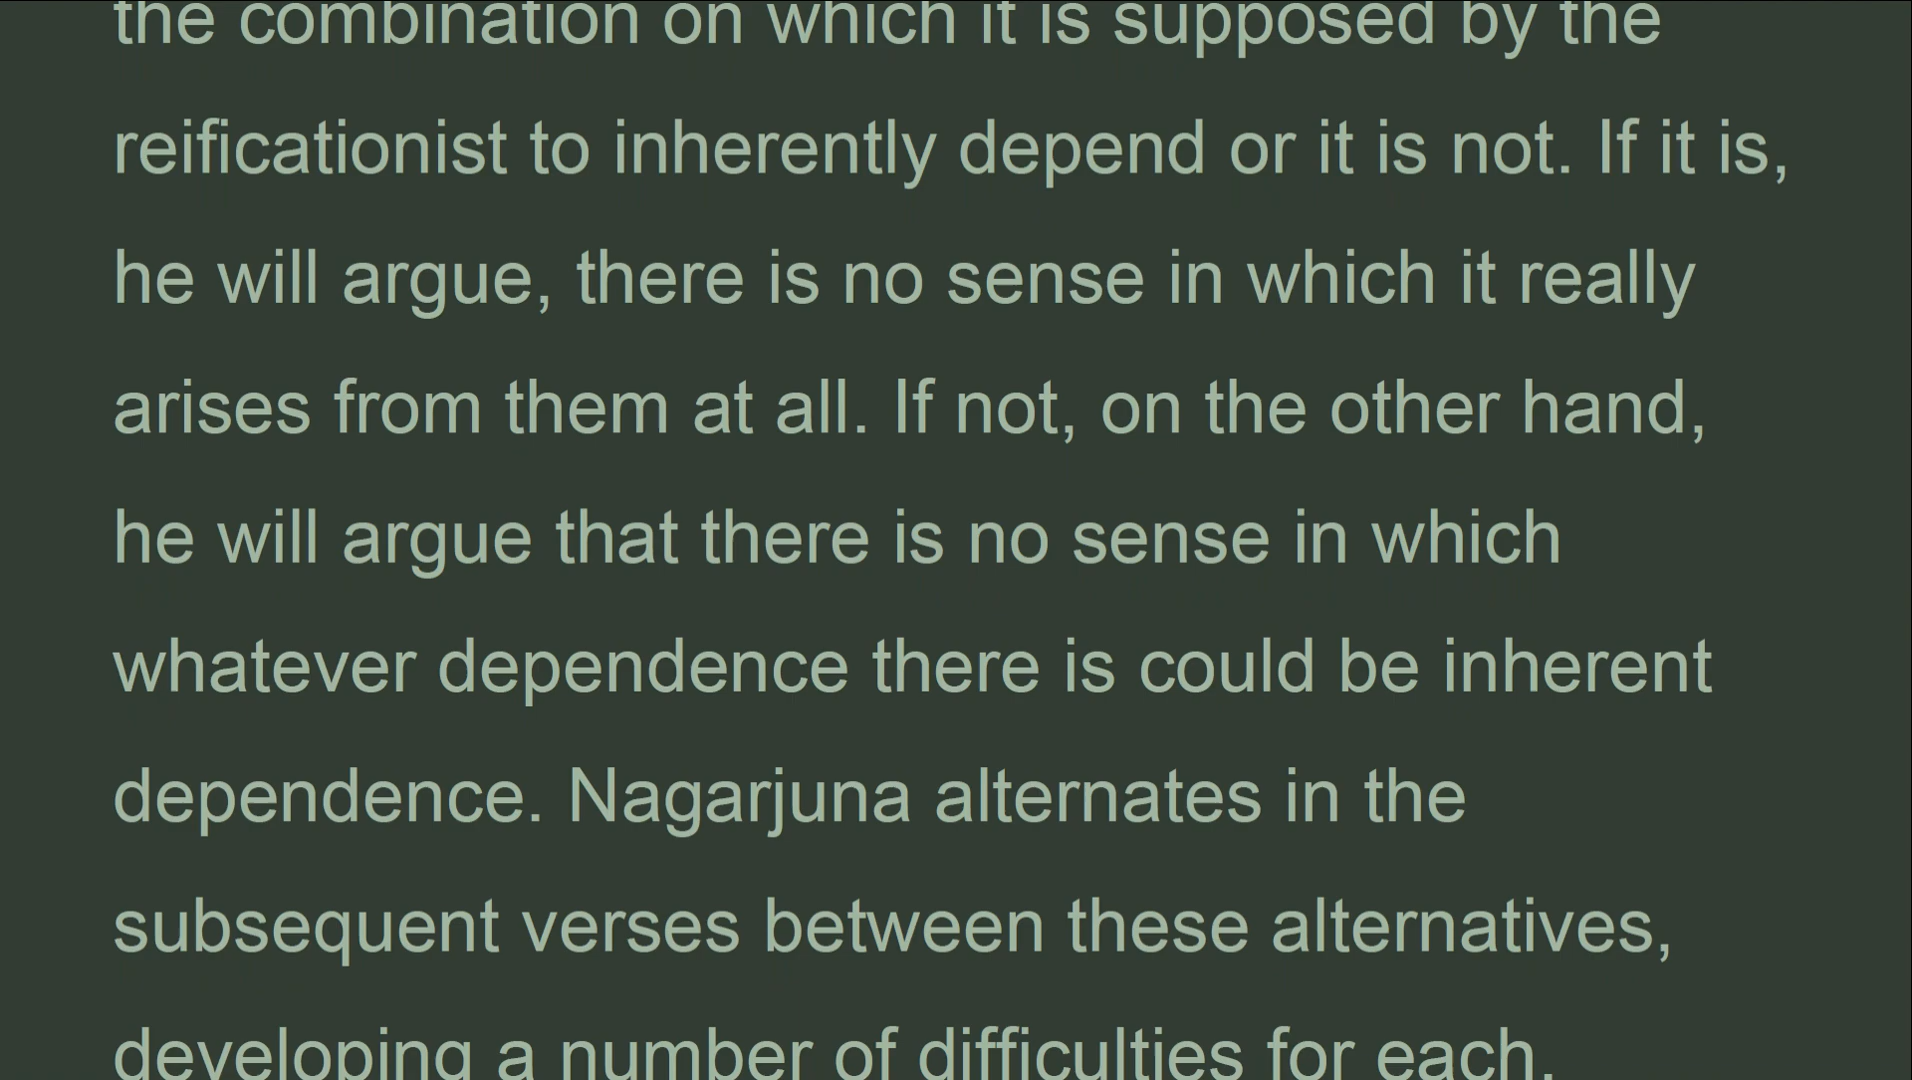 the combination on which it is supposed by the
reificationist to inherently depend or it is not. If it is,
he will argue, there is no sense in which it really
arises from them at all. If not, on the other hand,
he will argue that there is no sense in which
whatever dependence there is could be inherent
dependence. Nagarjuna alternates in the
subsequent verses between these alternatives,
developing a number of difficulties for each.